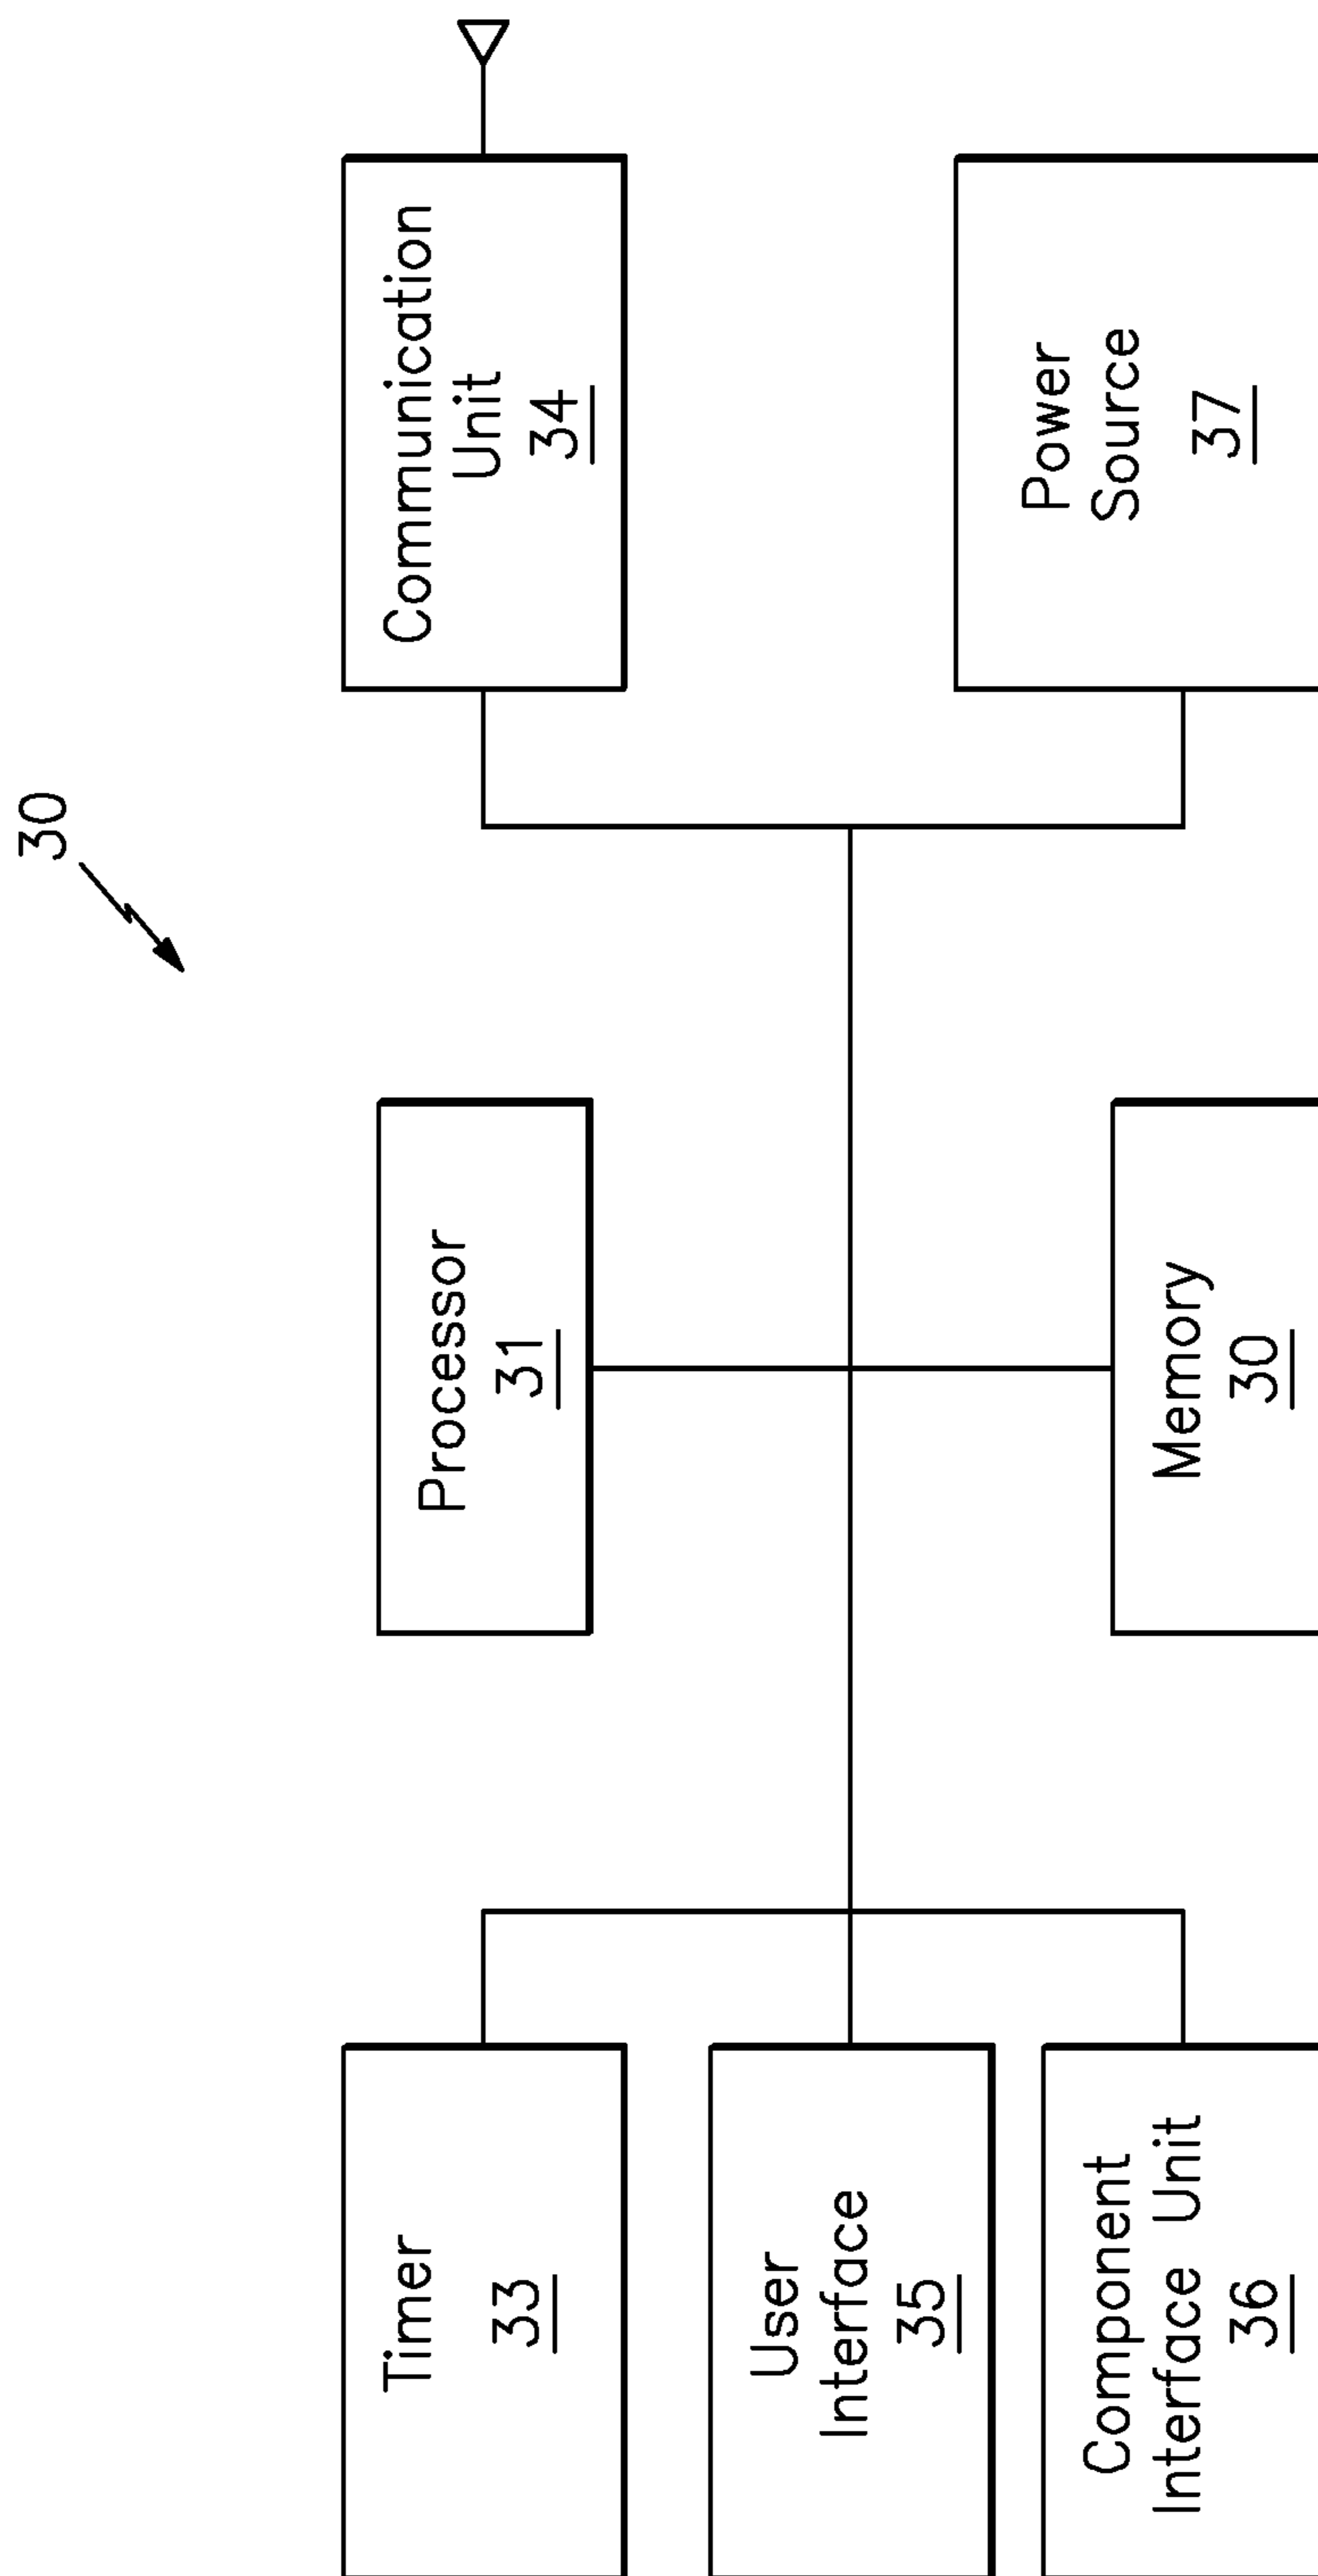 30
Timer
33
Processor
31
Communication
Unit
34
User
Interface
35
Component
Interface Unit
36
Memory
30
Power
Source
37